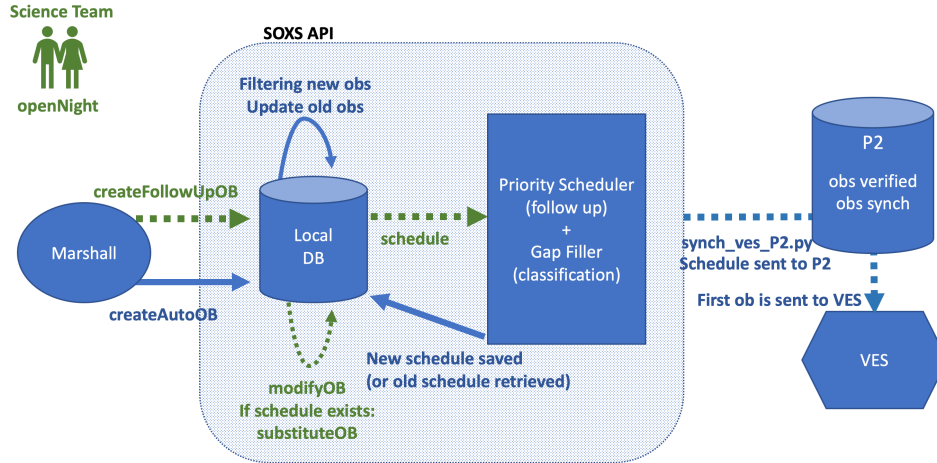 Science Team
openNight
SOXS API
Filtering new obs
Update old obs
createFollowUpOB
Marshall
createAutoOB
Local
DB
schedule
modifyOB
If schedule exists:
substituteOB
Priority Scheduler
(follow up)
+
Gap Filler
(classification)
New schedule saved
(or old schedule retrieved)
synch_ves_P2.py
Schedule sent to P2
P2
obs verified
obs synch
First ob is sent to VES
VES